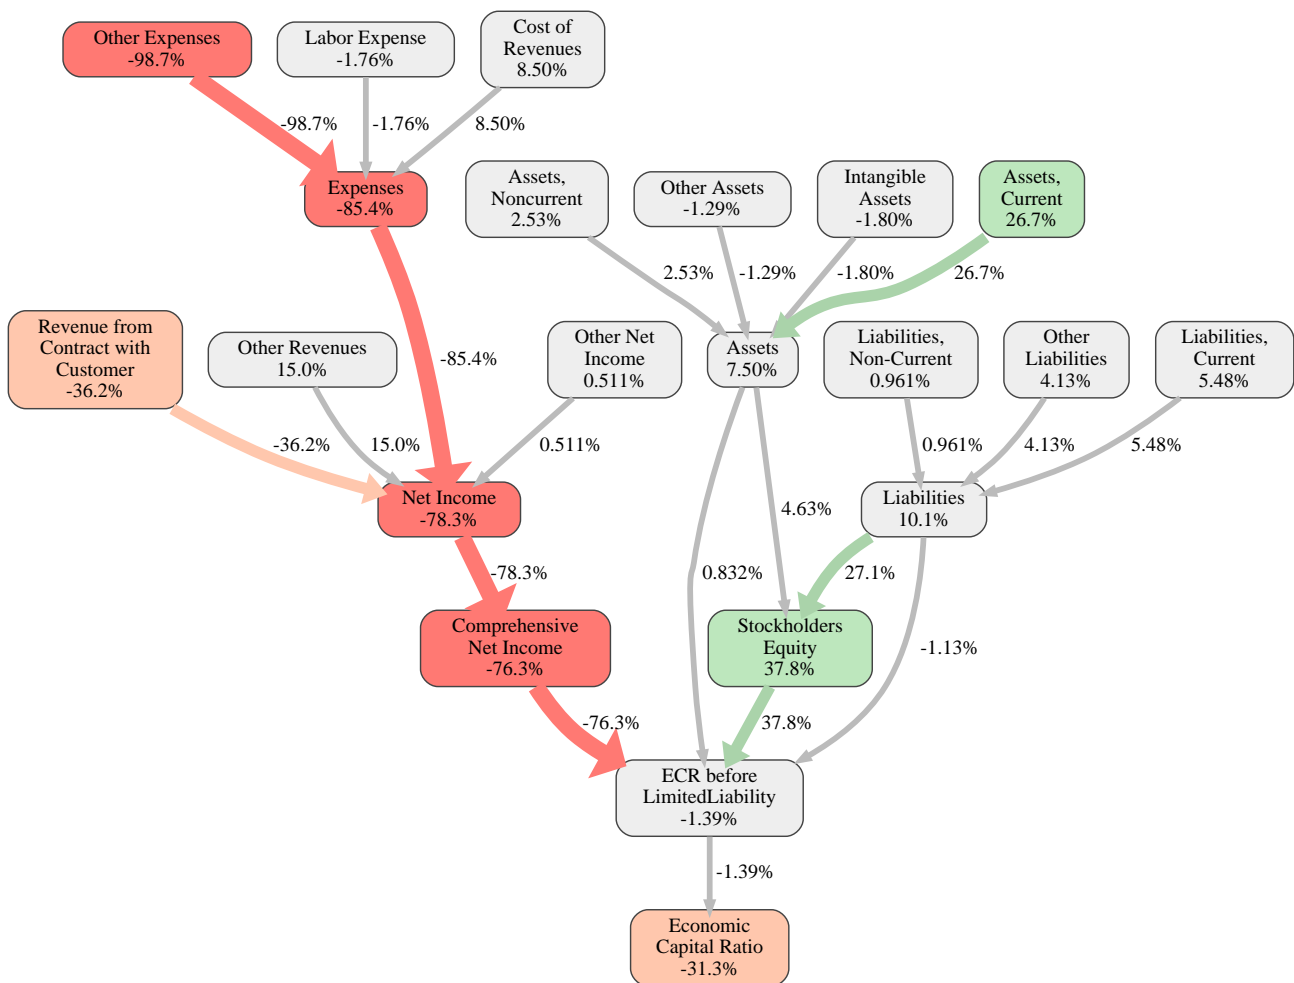 Other Expenses
-98.7%
Labor Expense
-1.76%
Cost of
Revenues
8.50%
-98.7%
-1.76%
8.50%
Expenses
-85.4%
Assets,
Noncurrent
2.53%
Other Assets
-1.29%
Intangible
Assets
-1.80%
Assets,
Current
26.7%
2.53%
-1.29%
-1.80%
26.7%
Revenue from
Contract with
Customer
-36.2%
Other Revenues
15.0%
-85.4%
Other Net
Income
0.511%
Assets
7.50%
Liabilities,
Non-Current
0.961%
Other
Liabilities
4.13%
Liabilities,
Current
5.48%
-36.2%
15.0%
0.511%
0.961%
4.13%
5.48%
Net Income
-78.3%
4.63%
Liabilities
10.1%
-78.3%
0.832%
27.1%
Comprehensive
Net Income
-76.3%
Stockholders
Equity
37.8%
-1.13%
-76.3%
37.8%
ECR before
LimitedLiability
-1.39%
-1.39%
Economic
Capital Ratio
-31.3%